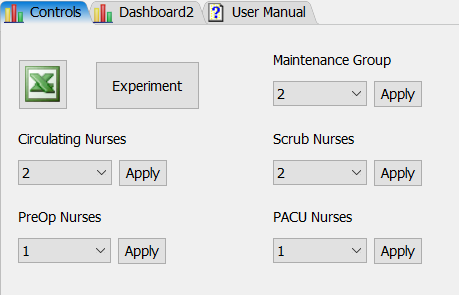 Controls Dashboard2 User Manual
Maintenance Group
Experiment
2 Apply
Circulating Nurses Scrub Nurses
2 Apply 2 Apply
PreOp Nurses PACU Nurses
1 Apply 1 Apply